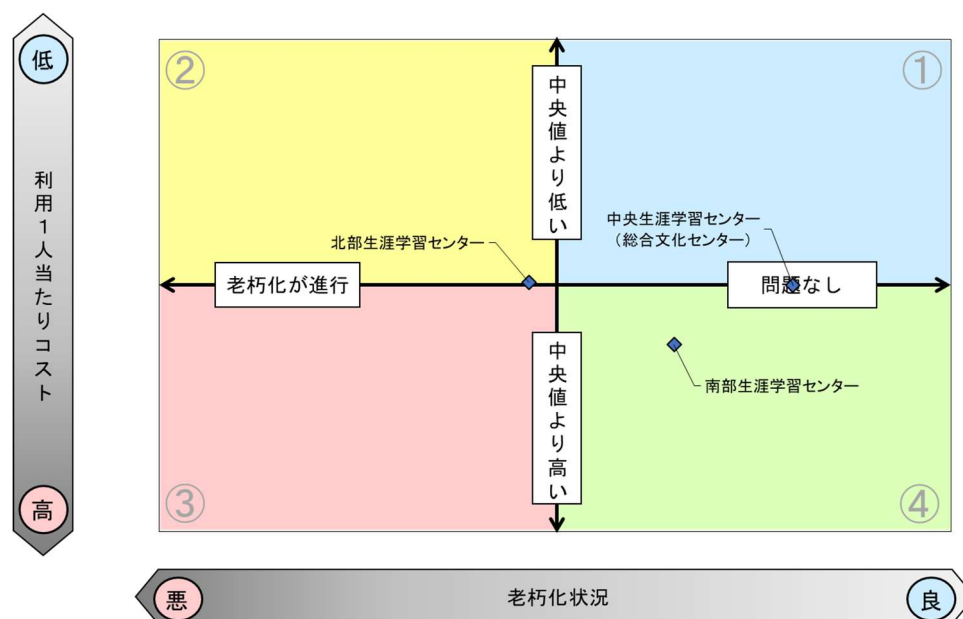 低
利用1人当たりコスト
高
②
①
中央値より低い
中央生涯学習センター
（総合文化センター）
北部生涯学習センター
老朽化が進行
問題なし
中央値より高い
南部生涯学習センター
③
④
悪
老朽化状況
良